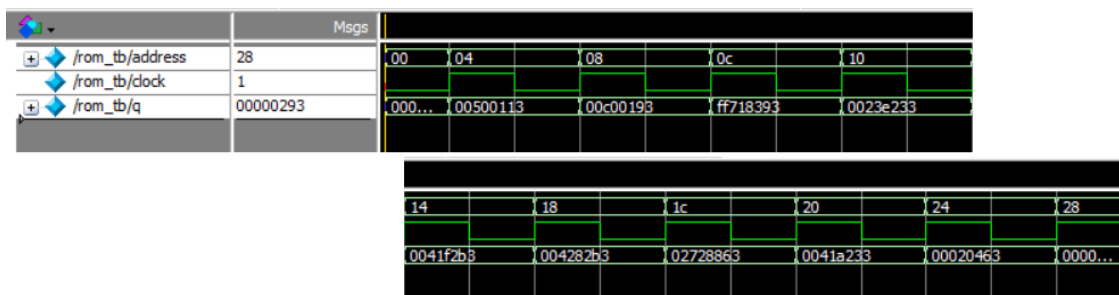 Msgs
/rom_tb/address 28 00 04 08 0c 10
/rom_tb/clock 1
/rom_tb/q 00000293 000... 00500113 00c00193 ff718393 0023e233
14 18 1c 20 24 28
0041f2b3 004282b3 02728863 0041a233 00020463 0000...